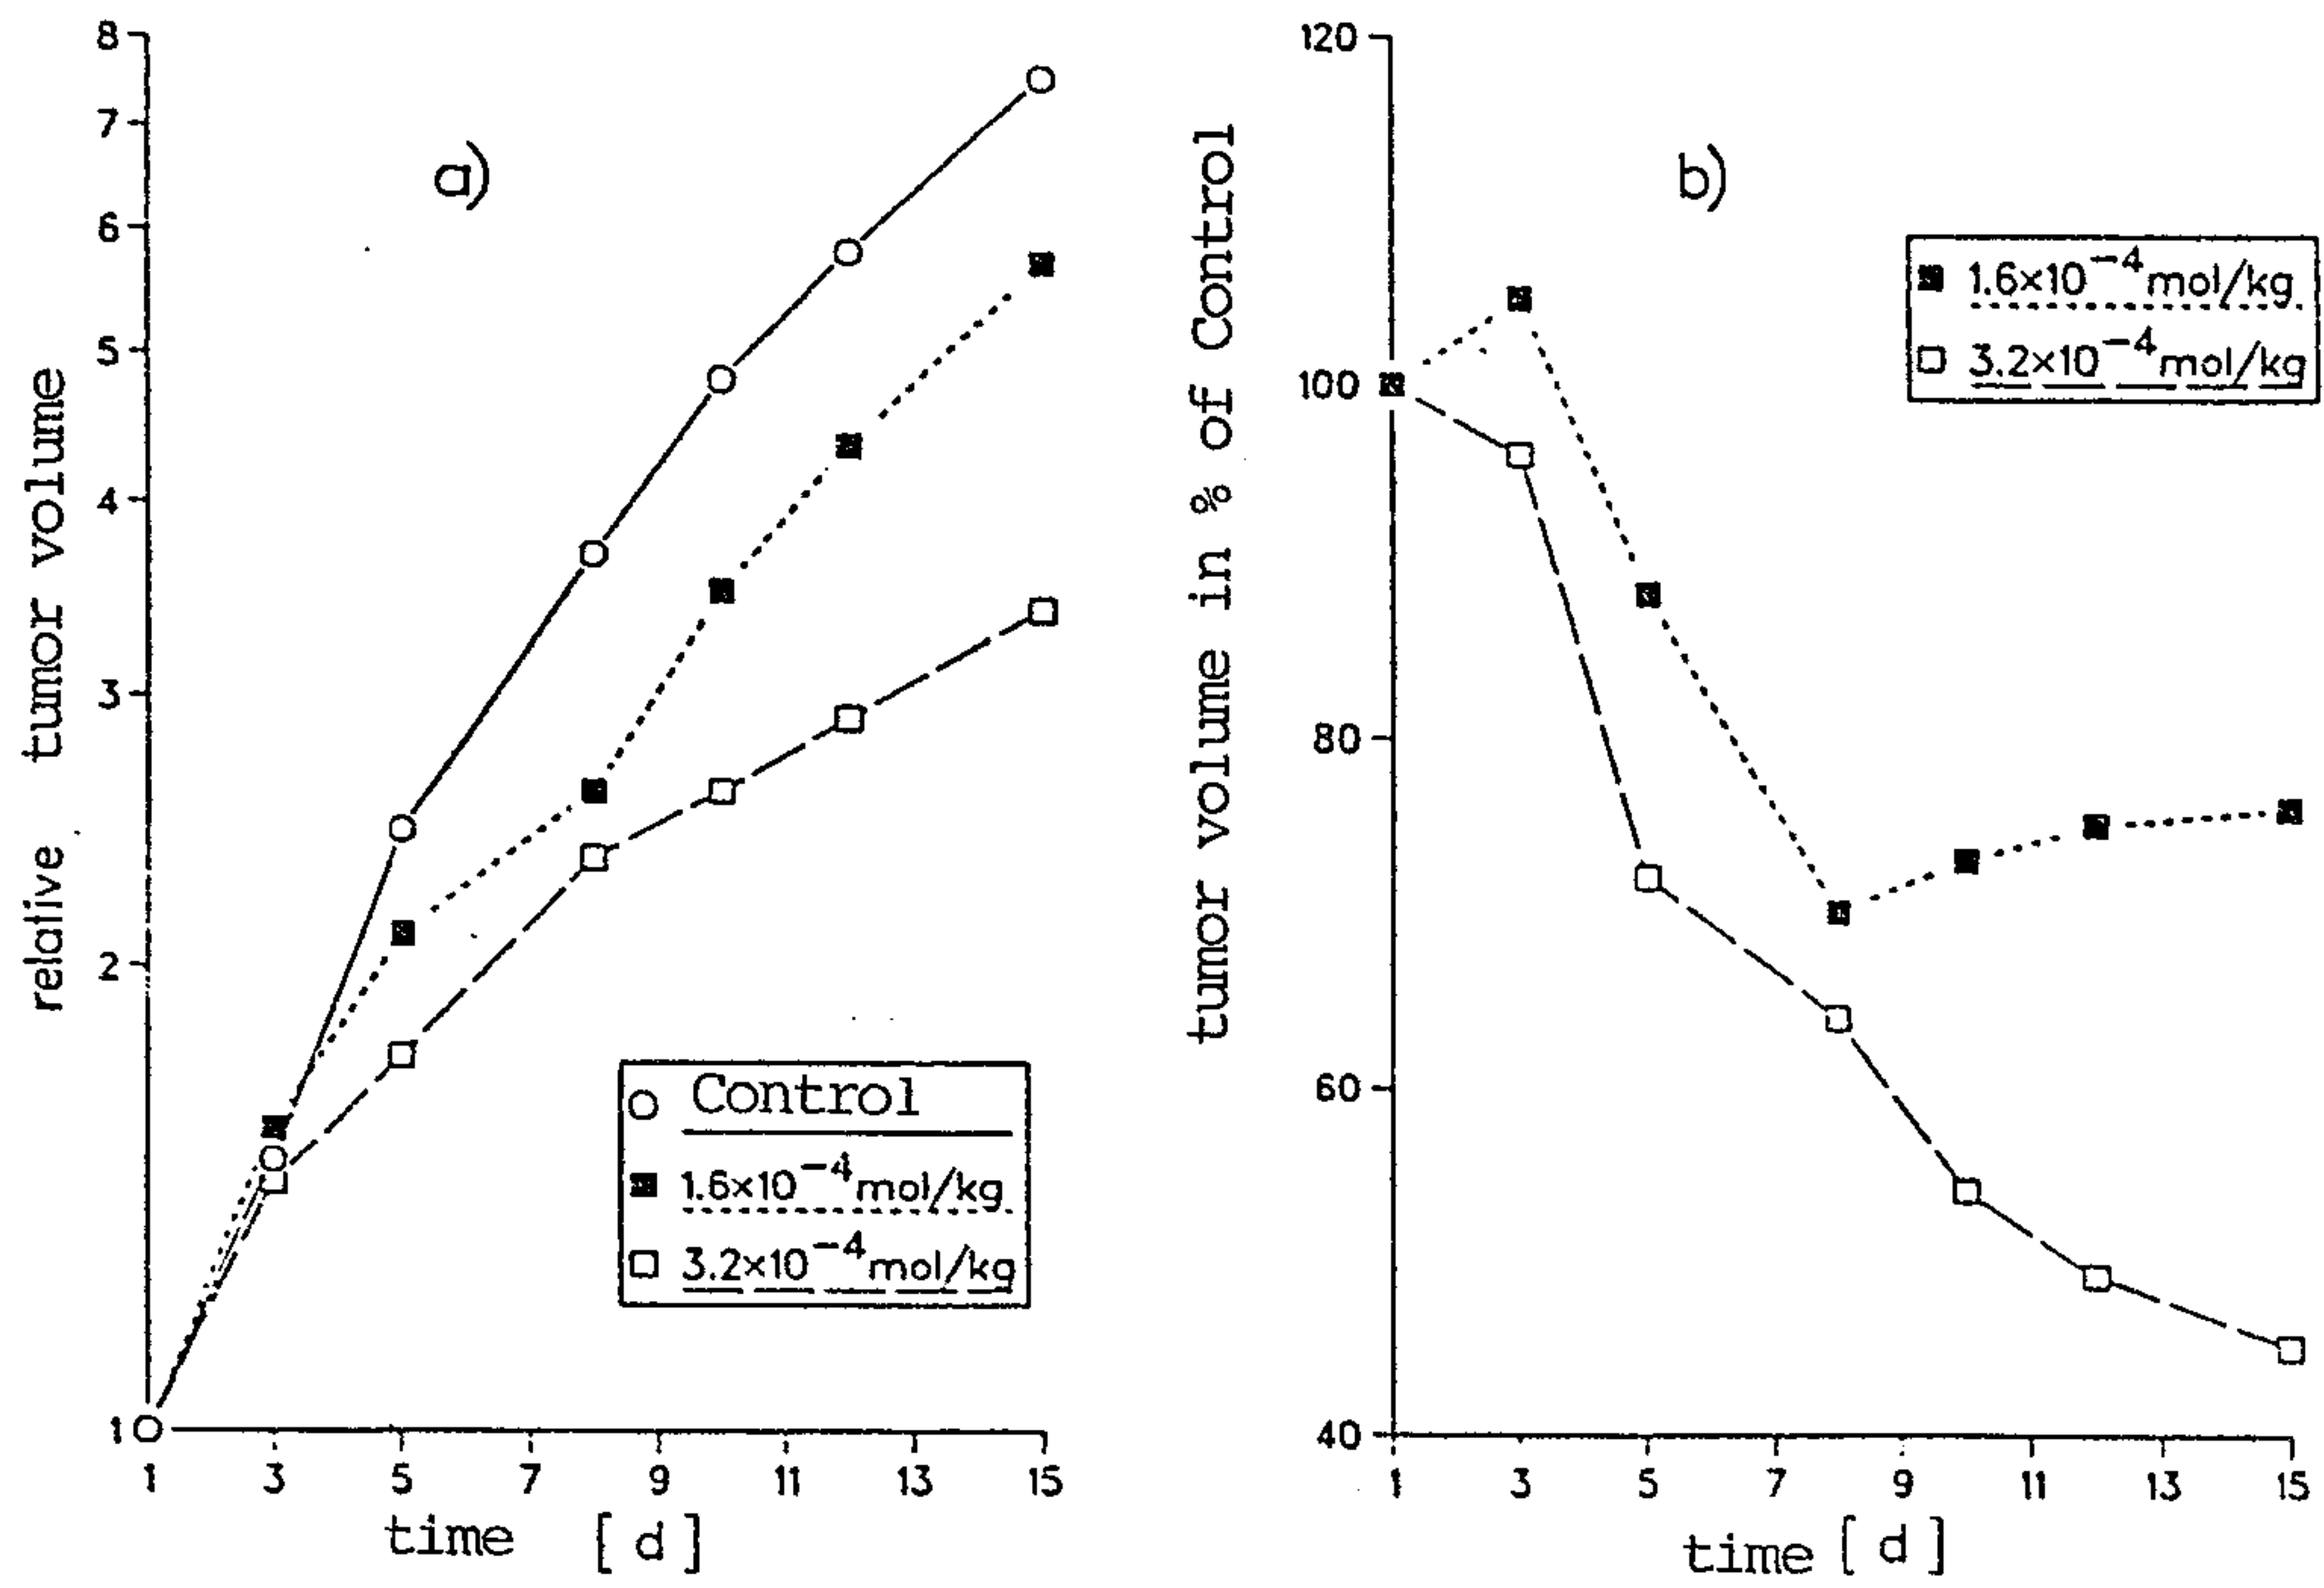 a)
relative tumor volume
8
7
6
5
4
3
2
1
Control
1.6×10⁻⁴mol/kg
3.2×10⁻⁴mol/kg
1 3 5 7 9 11 13 15
time [d]
b)
tumor volume in % of Control
120
100
80
60
40
1.6×10⁻⁴mol/kg
3.2×10⁻⁴mol/kg
1 3 5 7 9 11 13 15
time [d]